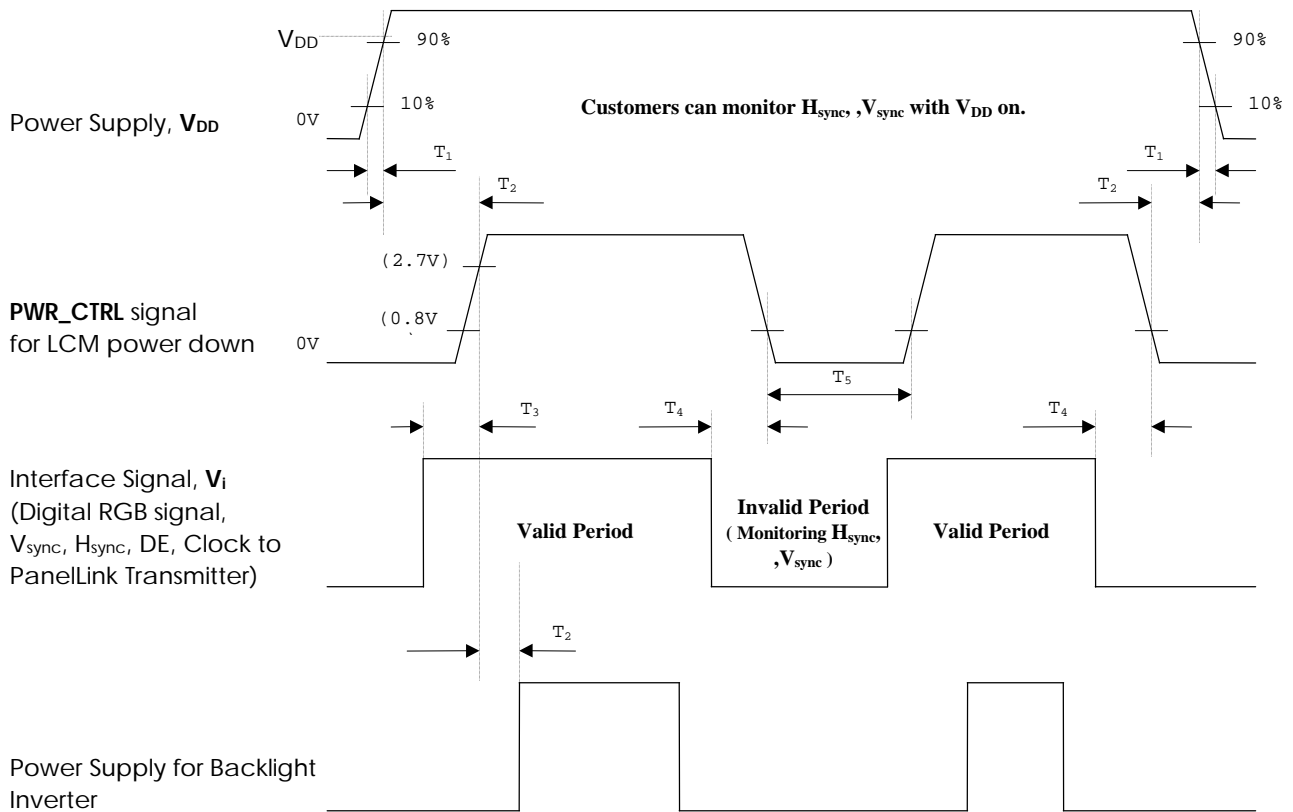 VDD
90%
90%
10%
10%
Power Supply, VDD
0V
Customers can monitor Hsync, ,Vsync with VDD on.
T1
T1
T2
T2
(2.7V)
PWR_CTRL signal
for LCM power down
(0.8V
`
0V
T5
T3
T4
T4
Interface Signal, Vi
(Digital RGB signal,
Vsync, Hsync, DE, Clock to
PanelLink Transmitter)
Valid Period
Invalid Period
( Monitoring Hsync,
,Vsync )
Valid Period
T2
Power Supply for Backlight
Inverter